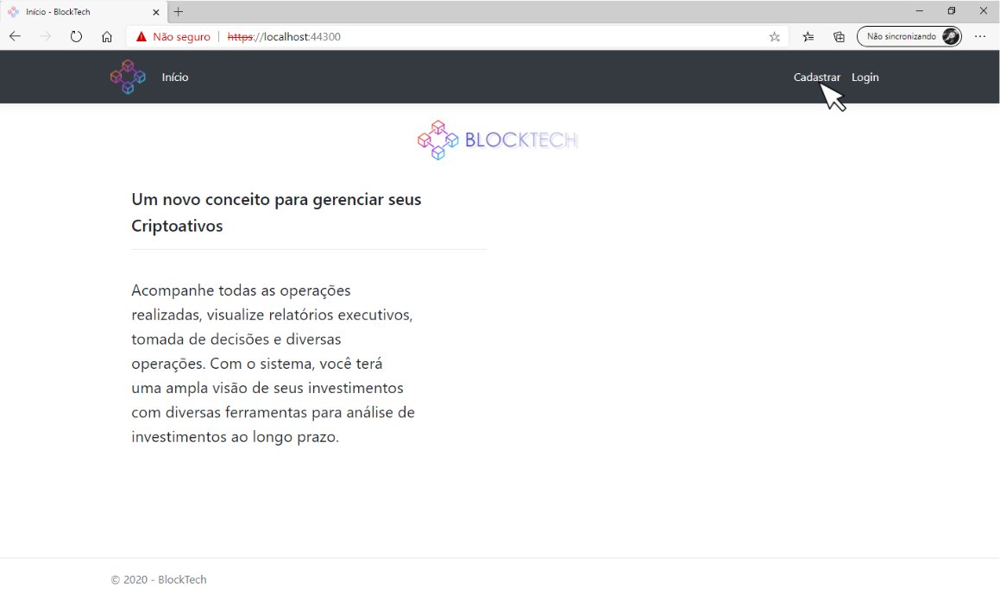 Início - BlockTech
Não seguro https://localhost:44300
Não sincronizando
Início
Cadastrar Login
BLOCKTECH
Um novo conceito para gerenciar seus
Criptoativos
Acompanhe todas as operações
realizadas, visualize relatórios executivos,
tomada de decisões e diversas
operações. Com o sistema, você terá
uma ampla visão de seus investimentos
com diversas ferramentas para análise de
investimentos ao longo prazo.
© 2020 - BlockTech